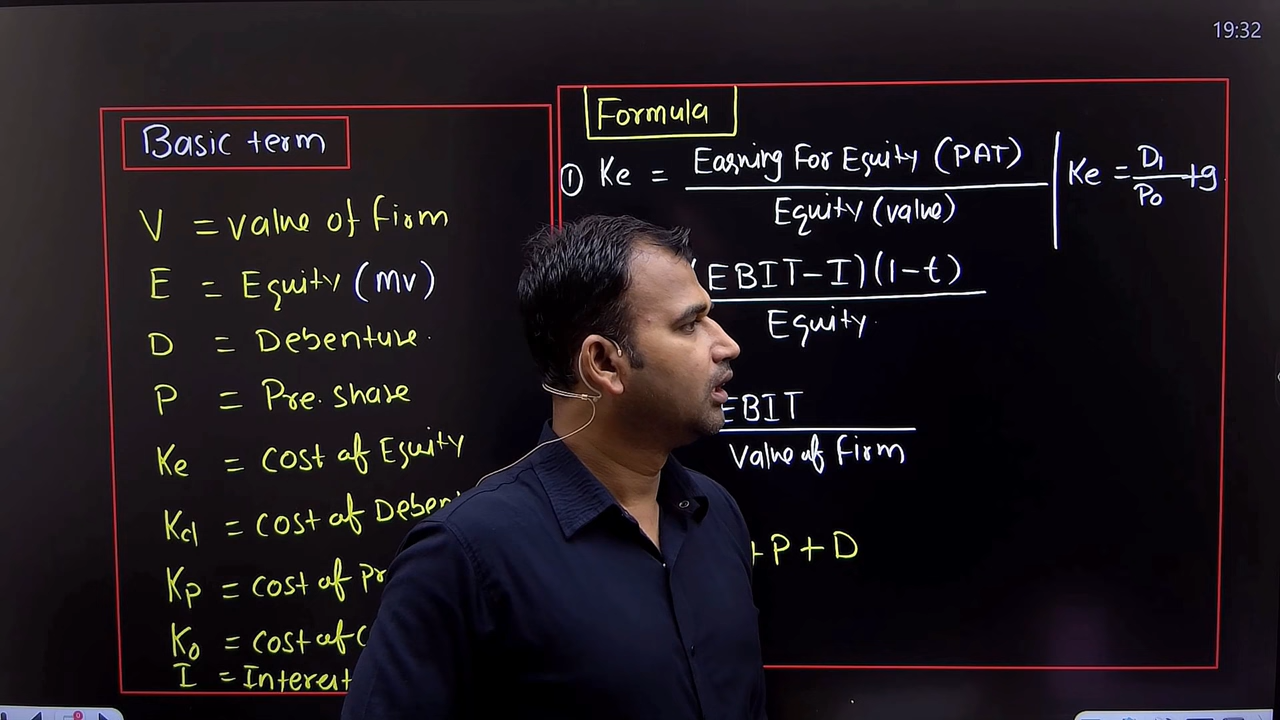 19:32
Basic term
V = value of firm
E = Equity (mv)
D = Debenture
P = Pre. share
Ke = cost of Equity
Kd = cost of
Kp = cost of
Ko = cost of
I = Interest
Formula
① Ke = Earning For Equity (PAT)
Equity (value)
Ke = D1
P0
+g
(EBIT-I)(1-t)
Equity
EBIT
Value of Firm
+P+D